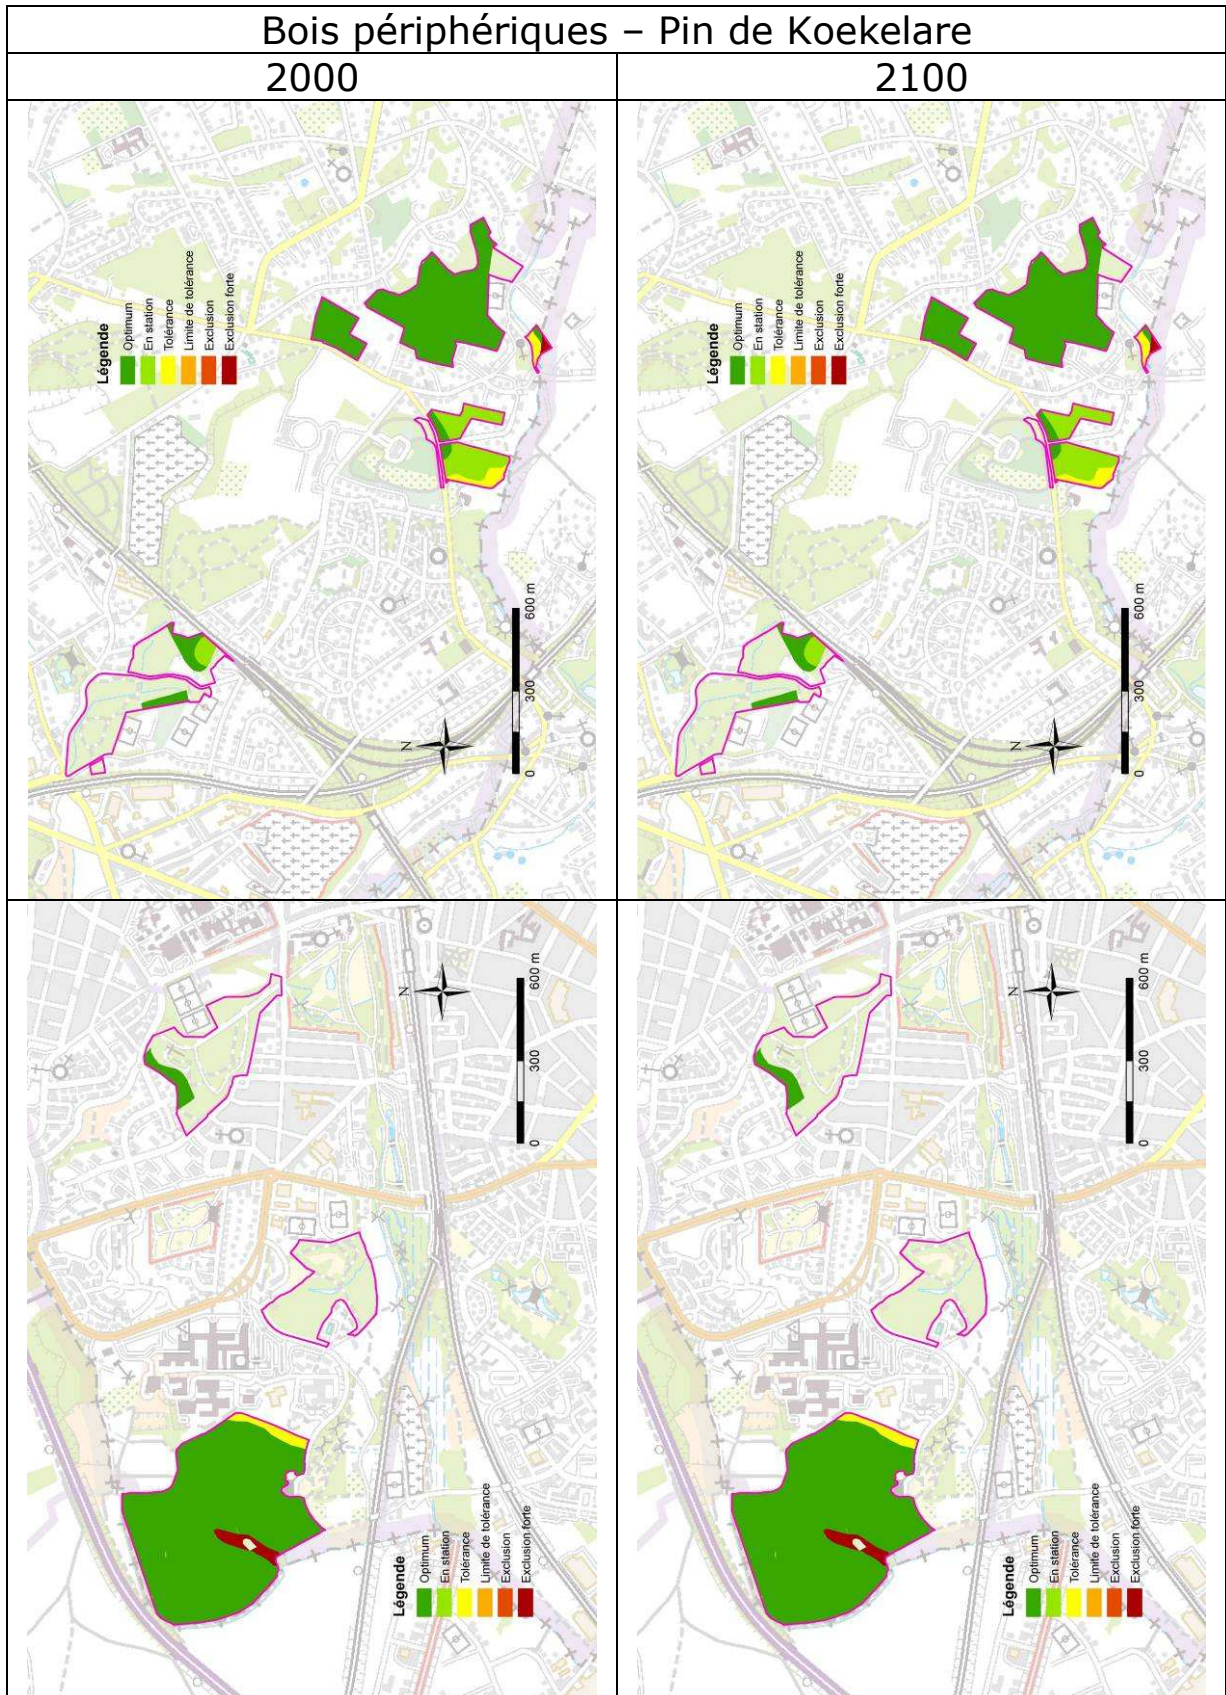 Bois périphériques – Pin de Koekelare
2000
2100
Légende
Optimum
En station
Tolérance
Limite de tolérance
Exclusion
Exclusion forte
N
0 300 600 m
Légende
Optimum
En station
Tolérance
Limite de tolérance
Exclusion
Exclusion forte
N
0 300 600 m
N
0 300 600 m
Légende
Optimum
En station
Tolérance
Limite de tolérance
Exclusion
Exclusion forte
N
0 300 600 m
Légende
Optimum
En station
Tolérance
Limite de tolérance
Exclusion
Exclusion forte